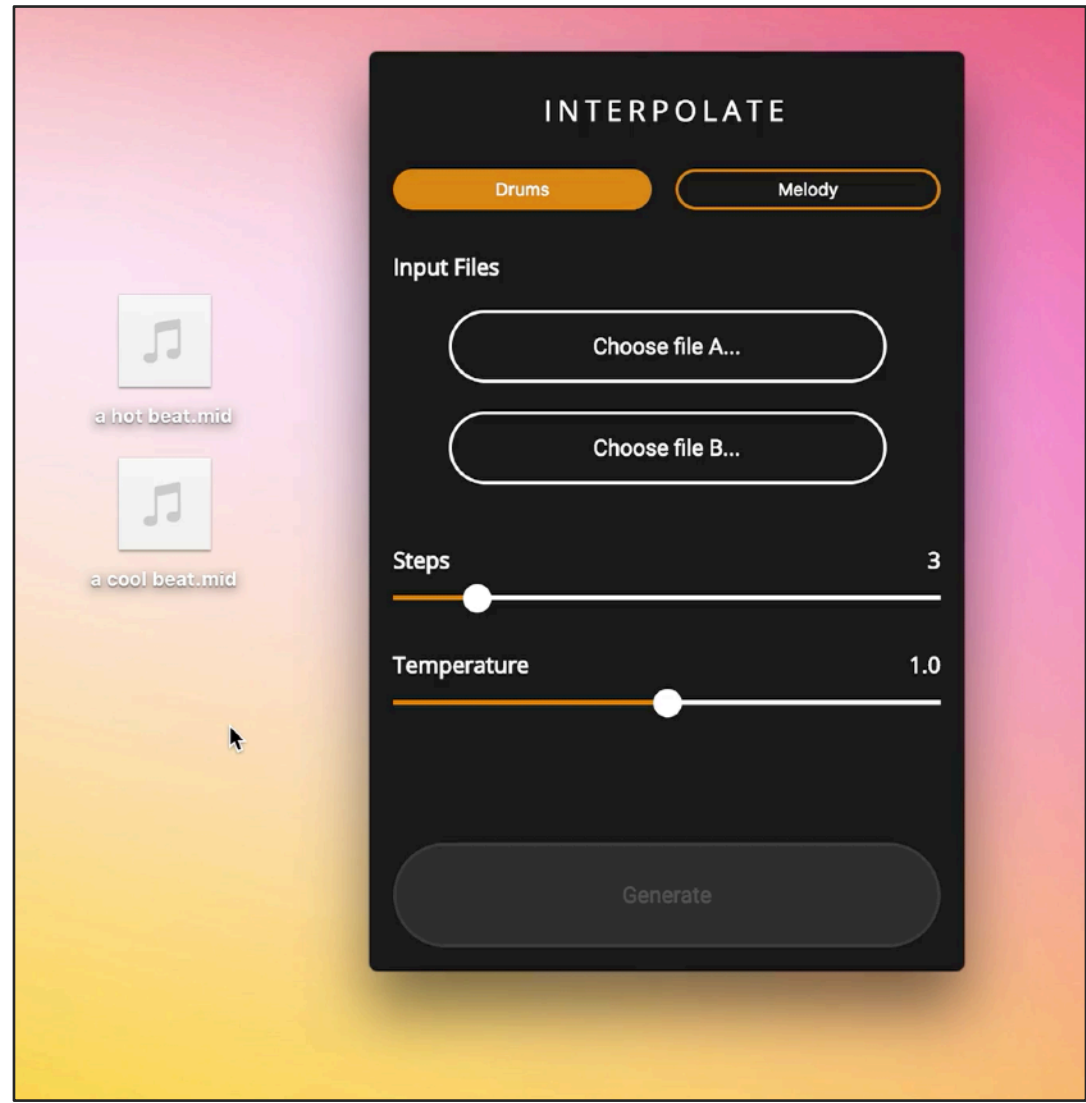 INTERPOLATE
Drums Melody
Input Files
Choose file A...
Choose file B...
Steps 3
Temperature 1.0
Generate
a hot beat.mid
a cool beat.mid